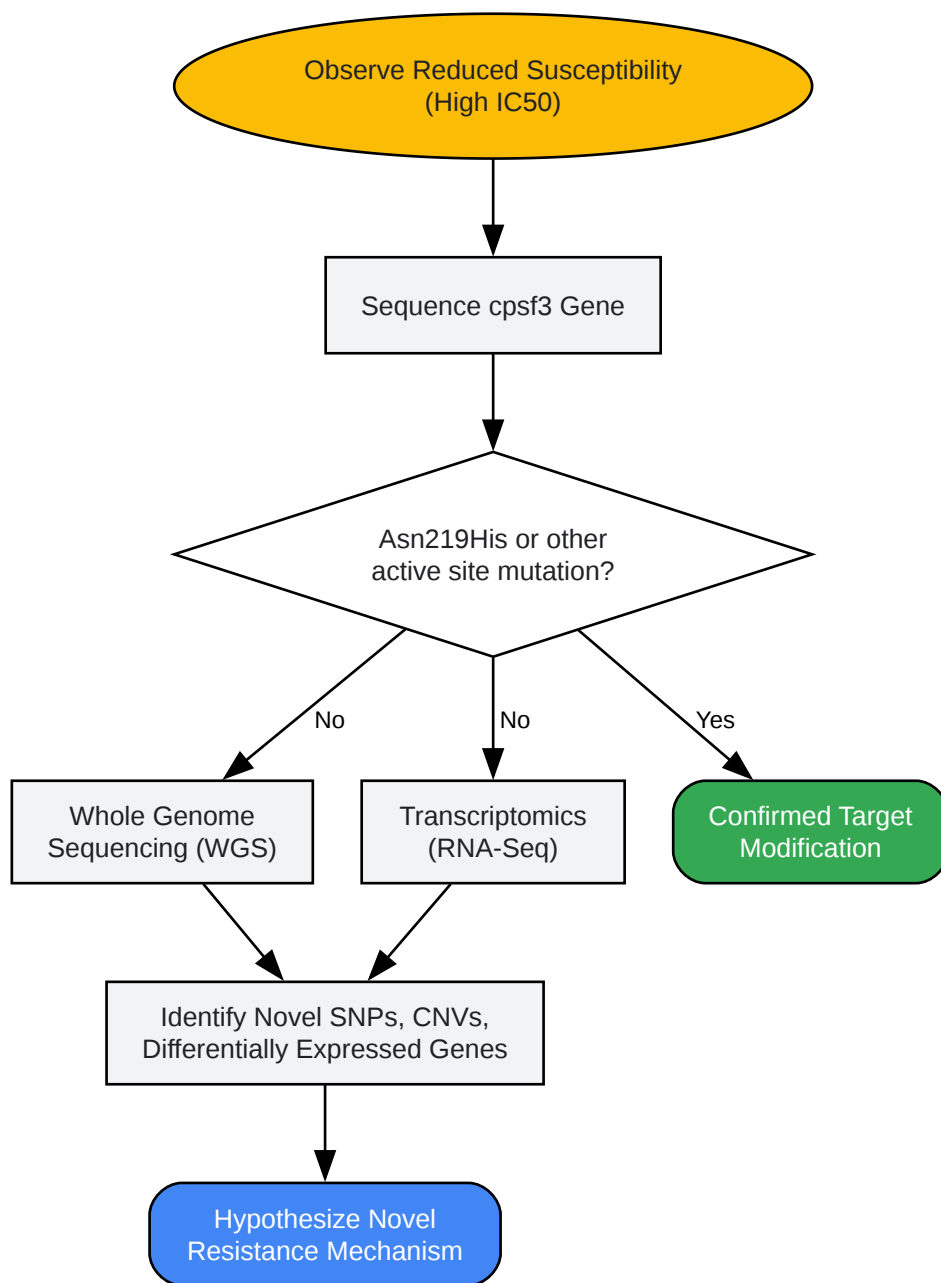 Observe Reduced Susceptibility
(High IC50)
Sequence cpsf3 Gene
Asn219His or other
active site mutation?
No
No
Yes
Whole Genome
Sequencing (WGS)
Transcriptomics
(RNA-Seq)
Confirmed Target
Modification
Identify Novel SNPs, CNVs,
Differentially Expressed Genes
Hypothesize Novel
Resistance Mechanism